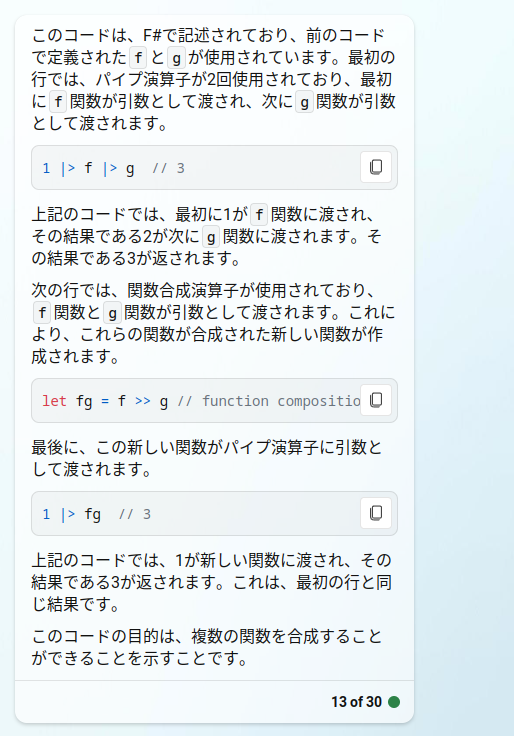 このコードは、F#で記述されており、前のコード
で定義された f と g が使用されています。最初の
行では、パイプ演算子が2回使用されており、最初
に f 関数が引数として渡され、次に g 関数が引数
として渡されます。
1 |> f |> g  // 3
上記のコードでは、最初に1が f 関数に渡され、
その結果である2が次に g 関数に渡されます。そ
の結果である3が返されます。
次の行では、関数合成演算子が使用されており、
f 関数と g 関数が引数として渡されます。これに
より、これらの関数が合成された新しい関数が作
成されます。
let fg = f >> g // function compositio
最後に、この新しい関数がパイプ演算子に引数と
して渡されます。
1 |> fg  // 3
上記のコードでは、1が新しい関数に渡され、その
結果である3が返されます。これは、最初の行と同
じ結果です。
このコードの目的は、複数の関数を合成すること
ができることを示すことです。
13 of 30